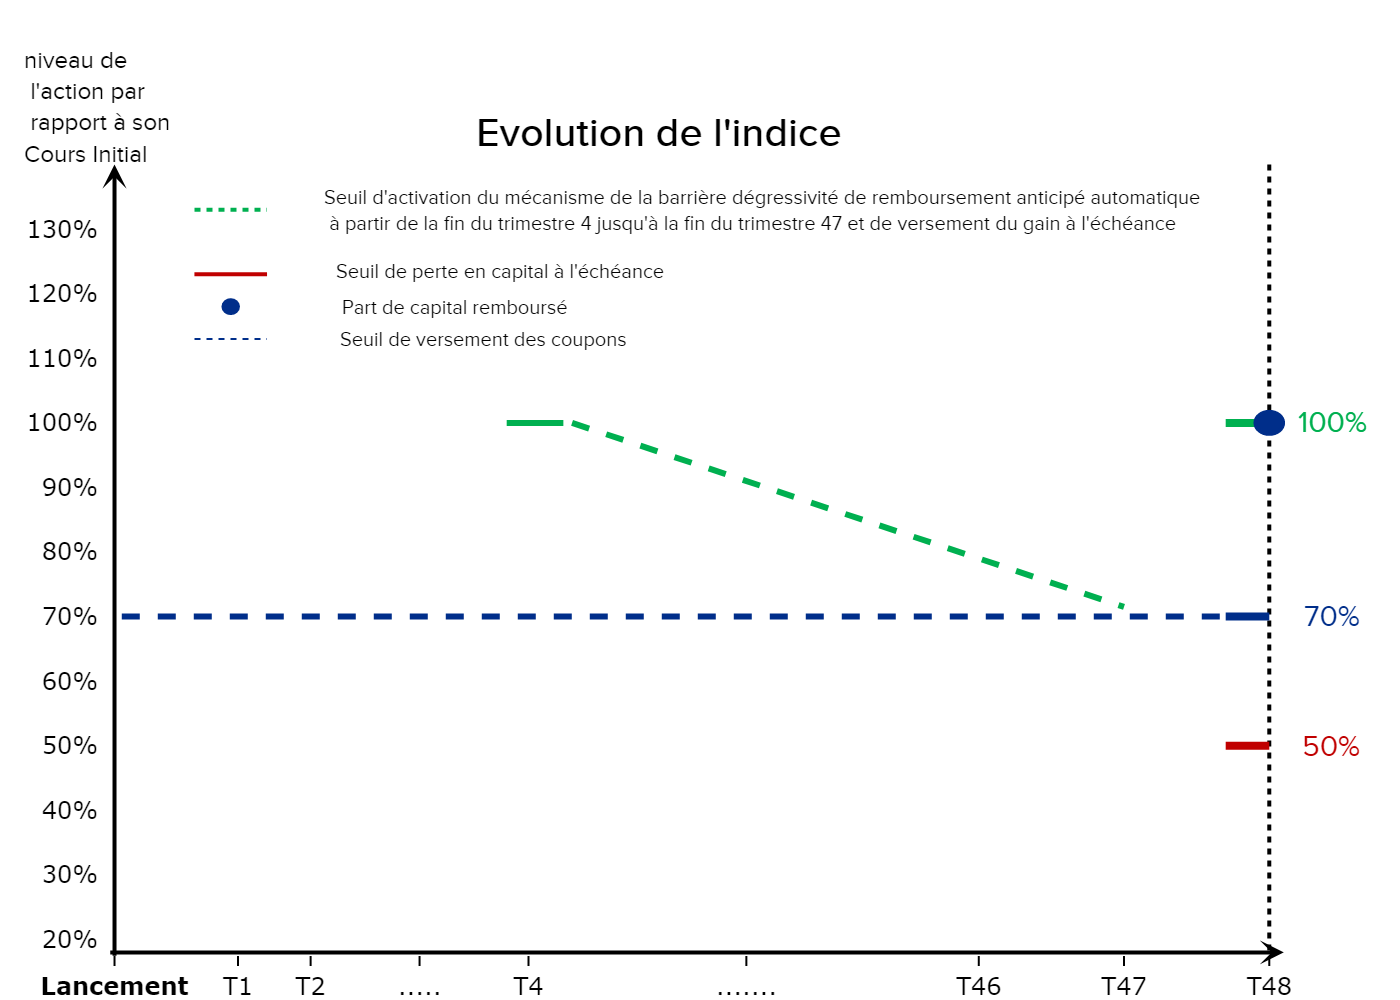 niveau de
l'action par
rapport à son
Cours Initial
Evolution de l'indice
Seuil d'activation du mécanisme de la barrière dégressivité de remboursement anticipé automatique
à partir de la fin du trimestre 4 jusqu'à la fin du trimestre 47 et de versement du gain à l'échéance
Seuil de perte en capital à l'échéance
Part de capital remboursé
Seuil de versement des coupons
130%
120%
110%
100%
90%
80%
70%
60%
50%
40%
30%
20%
100%
70%
50%
Lancement T1 T2 ..... T4 ....... T46 T47 T48